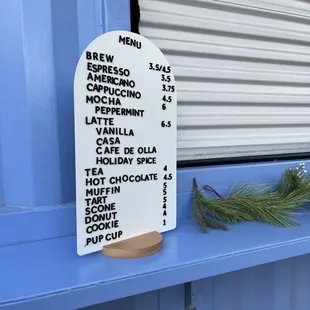 MENU
BREW 3.5/4.5
ESPRESSO 3.5
AMERICANO 3.75
CAPPUCCINO 4.5
MOCHA
PEPPERMINT
LATTE 6.5
VANILLA
CASA
CAFE DE OLLA
HOLIDAY SPICE
TEA 4
HOT CHOCOLATE 4.5
MUFFIN 5
TART 5
SCONE 5
DONUT 4
COOKIE 4
PUP CUP 1